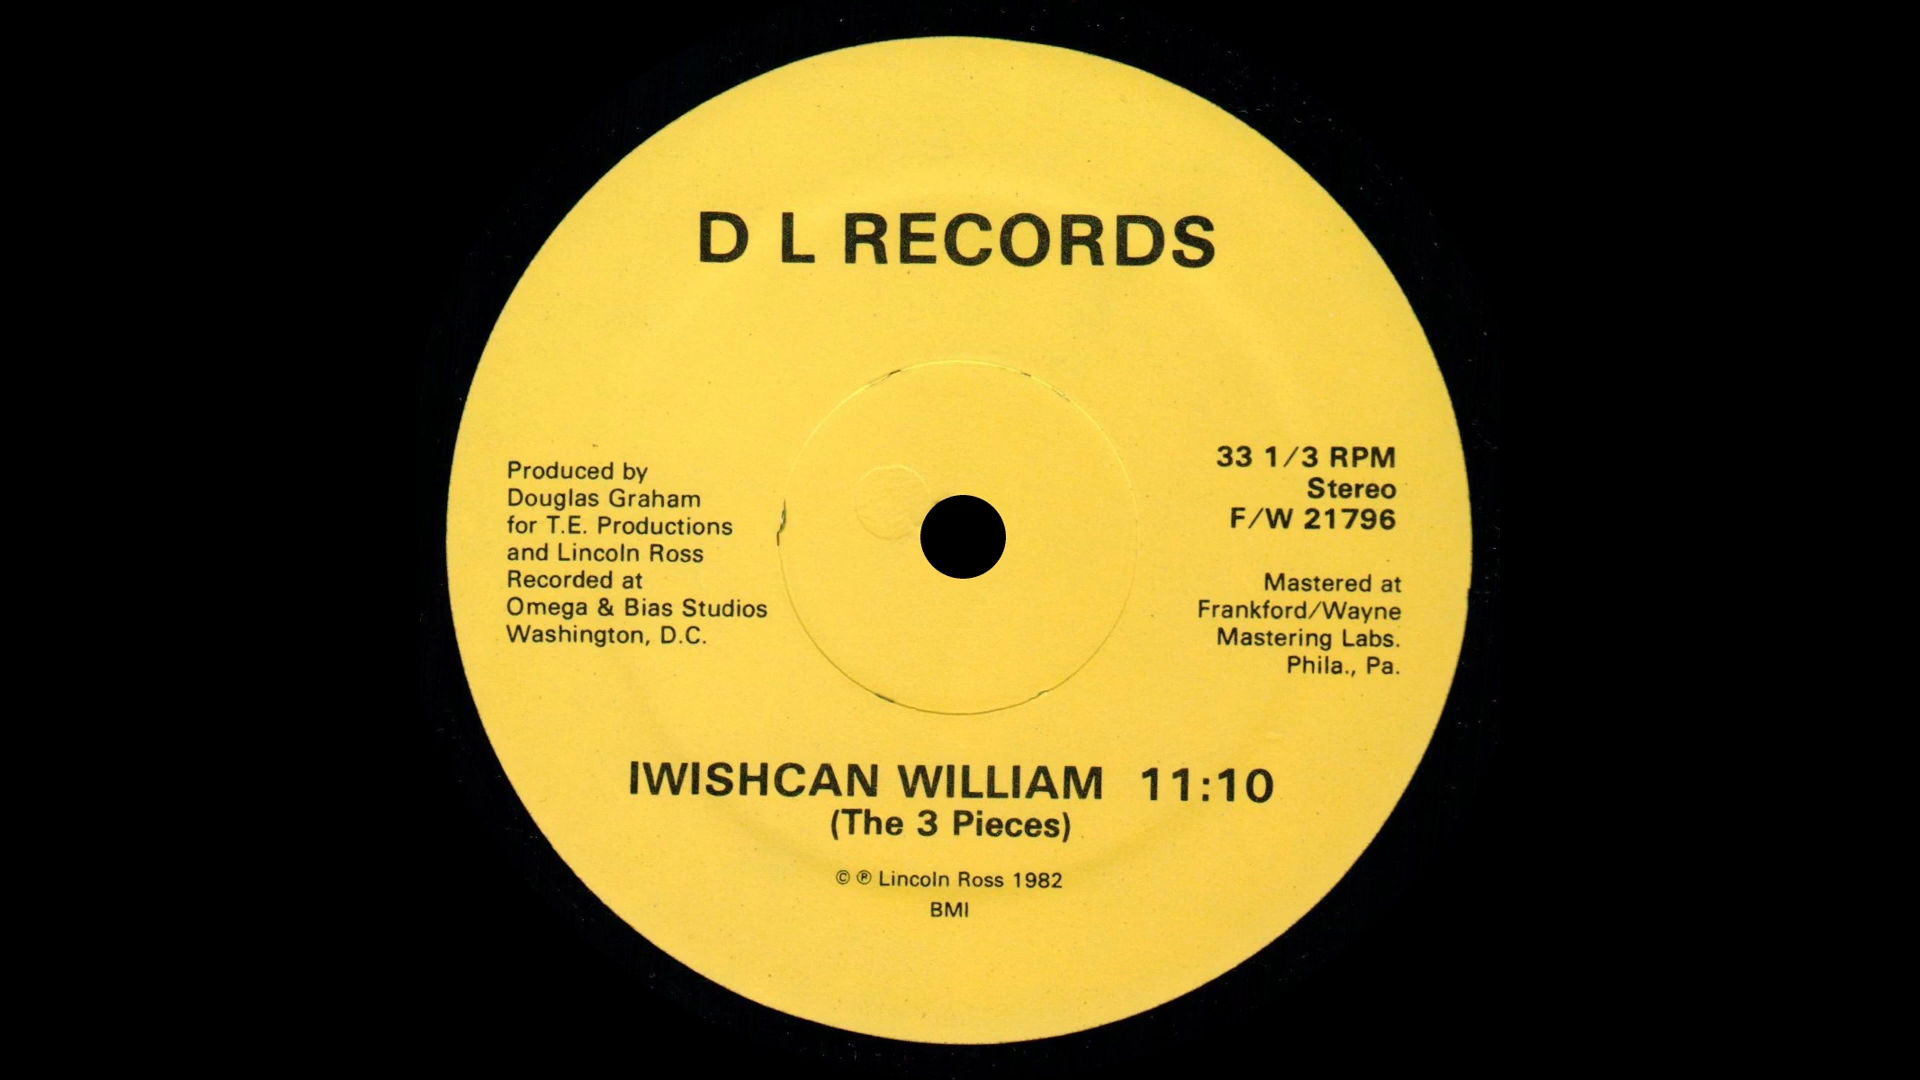 D L RECORDS
Produced by
Douglas Graham
for T.E. Productions
and Lincoln Ross
Recorded at
Omega & Bias Studios
Washington, D.C.
33 1/3 RPM
Stereo
F/W 21796
Mastered at
Frankford/Wayne
Mastering Labs.
Phila., Pa.
IWISHCAN WILLIAM 11:10
(The 3 Pieces)
© ℗ Lincoln Ross 1982
BMI